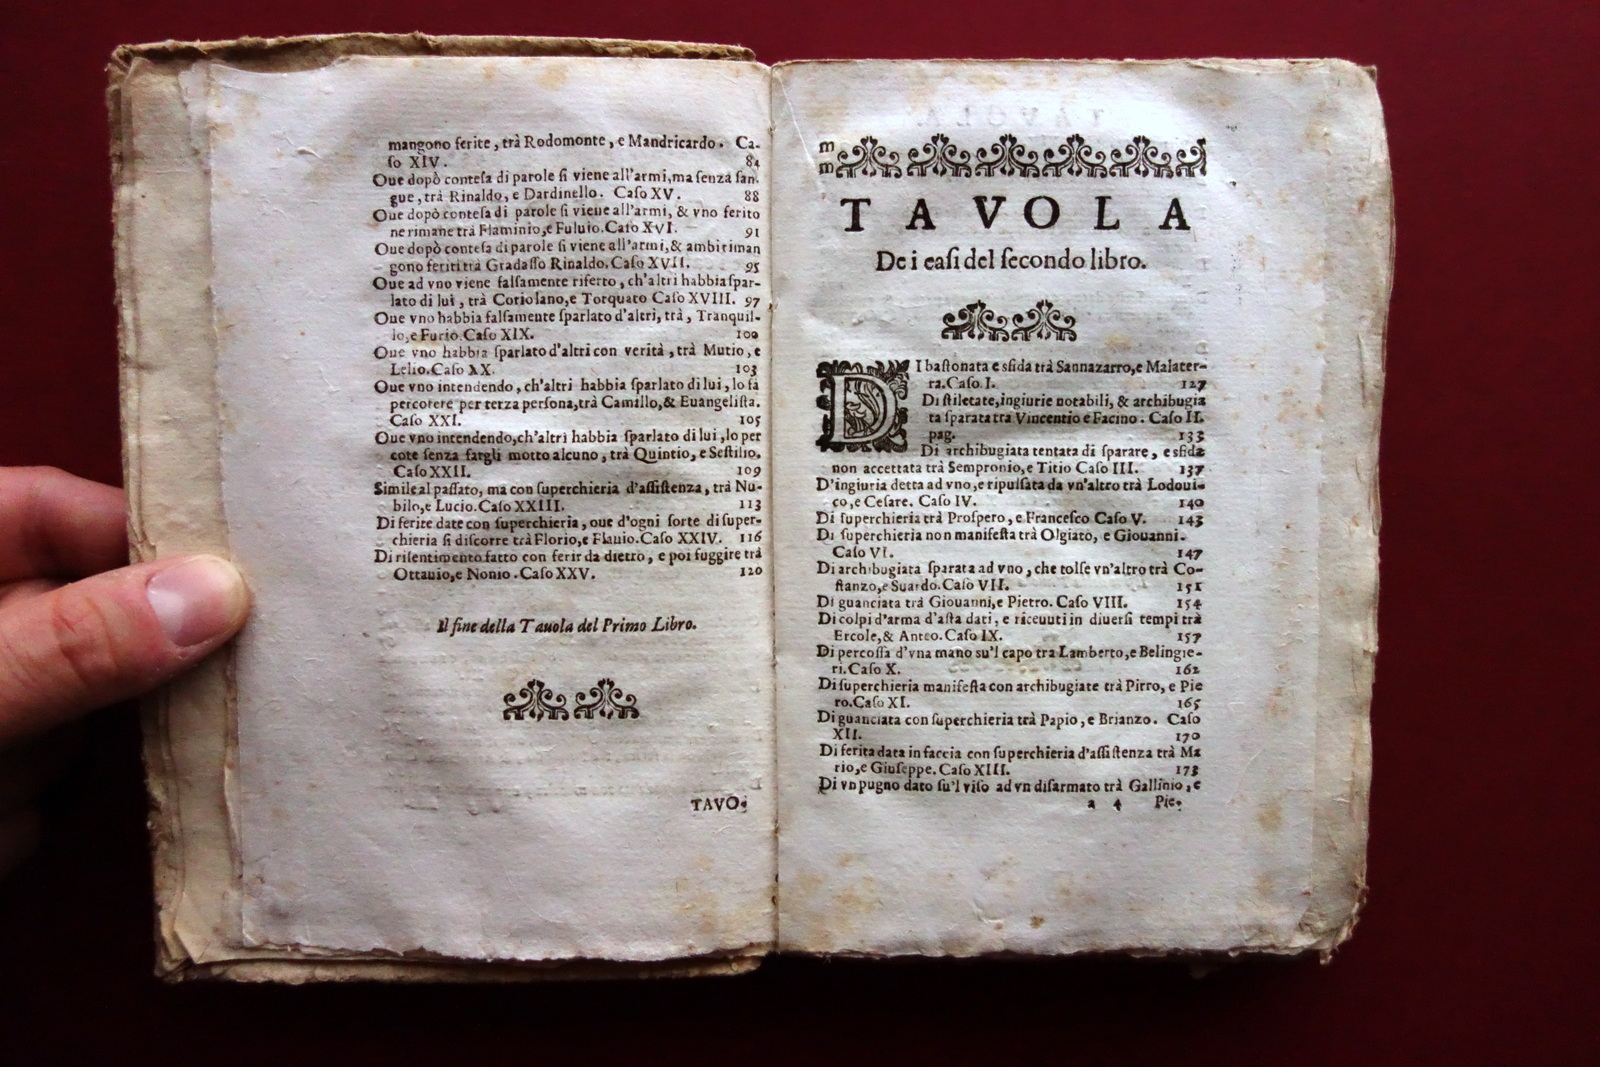 mangono ferite, trà Rodomonte, e Mandricardo. Ca-
ſo XIV. 84
Oue dopò conteſa di parole ſi viene all'armi, ma ſenza ſan
gue, trà Rinaldo, e Dardinello. Caſo XV. 88
Oue dopò conteſa di parole ſi viene all'armi, & vno ferito
ne rimane trà Flaminio, e Fuluio. Caſo XVI. 91
Oue dopò conteſa di parole ſi viene all'armi, & ambi riman
gono feriti trà Gradaſſo Rinaldo. Caſo XVII. 95
Oue ad vno viene falſamente riferto, ch'altri habbia ſpar-
lato di lui, trà Coriolano, e Torquato Caſo XVIII. 97
Oue vno habbia falſamente ſparlato d'altri, trà, Tranquil-
lo, e Furio. Caſo XIX. 100
Oue vno habbia ſparlato d'altri con verità, trà Mutio, e
Lelio. Caſo XX. 103
Oue vno intendendo, ch'altri habbia ſparlato di lui, lo fà
percotere per terza perſona, trà Camillo, & Euangeliſta.
Caſo XXI. 105
Oue vno intendendo, ch'altri habbia ſparlato di lui, lo per
cote ſenza fargli motto alcuno, trà Quintio, e Seſtilio.
Caſo XXII. 109
Simile al paſſato, ma con ſuperchieria d'aſſiſtenza, trà Nu-
bilo, e Lucio. Caſo XXIII. 113
Di ferite date con ſuperchieria, oue d'ogni ſorte di ſuper-
chieria ſi diſcorre trà Florio, e Flauio. Caſo XXIV. 116
Di riſentimento fatto con ferir da dietro, e poi fuggire trà
Ottauio, e Nonio. Caſo XXV. 120
Il fine della Tauola del Primo Libro.
TAVO-
TAVOLA
De i caſi del ſecondo libro.
DI baſtonata e sfida trà Sannazarro, e Malater-
ra. Caſo I. 127
Di ſtiletate, ingiurie notabili, & archibugia
ta ſparata tra Vincentio e Facino. Caſo II.
pag. 133
Di archibugiata tentata di ſparare, e sfida
non accettata trà Sempronio, e Titio Caſo III. 137
D'ingiuria detta ad vno, e ripulſata da vn'altro trà Lodoui-
co, e Ceſare. Caſo IV. 140
Di ſuperchieria trà Proſpero, e Franceſco Caſo V. 143
Di ſuperchieria non manifeſta trà Olgiato, e Giouanni.
Caſo VI. 147
Di archibugiata ſparata ad vno, che tolſe vn'altro trà Co-
ſtanzo, e Suardo. Caſo VII. 151
Di guanciata trà Giouanni, e Pietro. Caſo VIII. 154
Di colpi d'arma d'aſta dati, e riceuuti in diuerſi tempi trà
Ercole, & Anteo. Caſo IX. 157
Di percoſſa d'vna mano su'l capo tra Lamberto, e Belingie-
ri. Caſo X. 162
Di ſuperchieria manifeſta con archibugiate trà Pirro, e Pie
ro. Caſo XI. 165
Di guanciata con ſuperchieria trà Papio, e Brianzo. Caſo
XII. 170
Di ferita data in faccia con ſuperchieria d'aſſiſtenza trà Ma
rio, e Giuſeppe. Caſo XIII. 173
Di vn pugno dato ſu'l viſo ad vn diſarmato trà Gallinio, e
a 4 Pie-